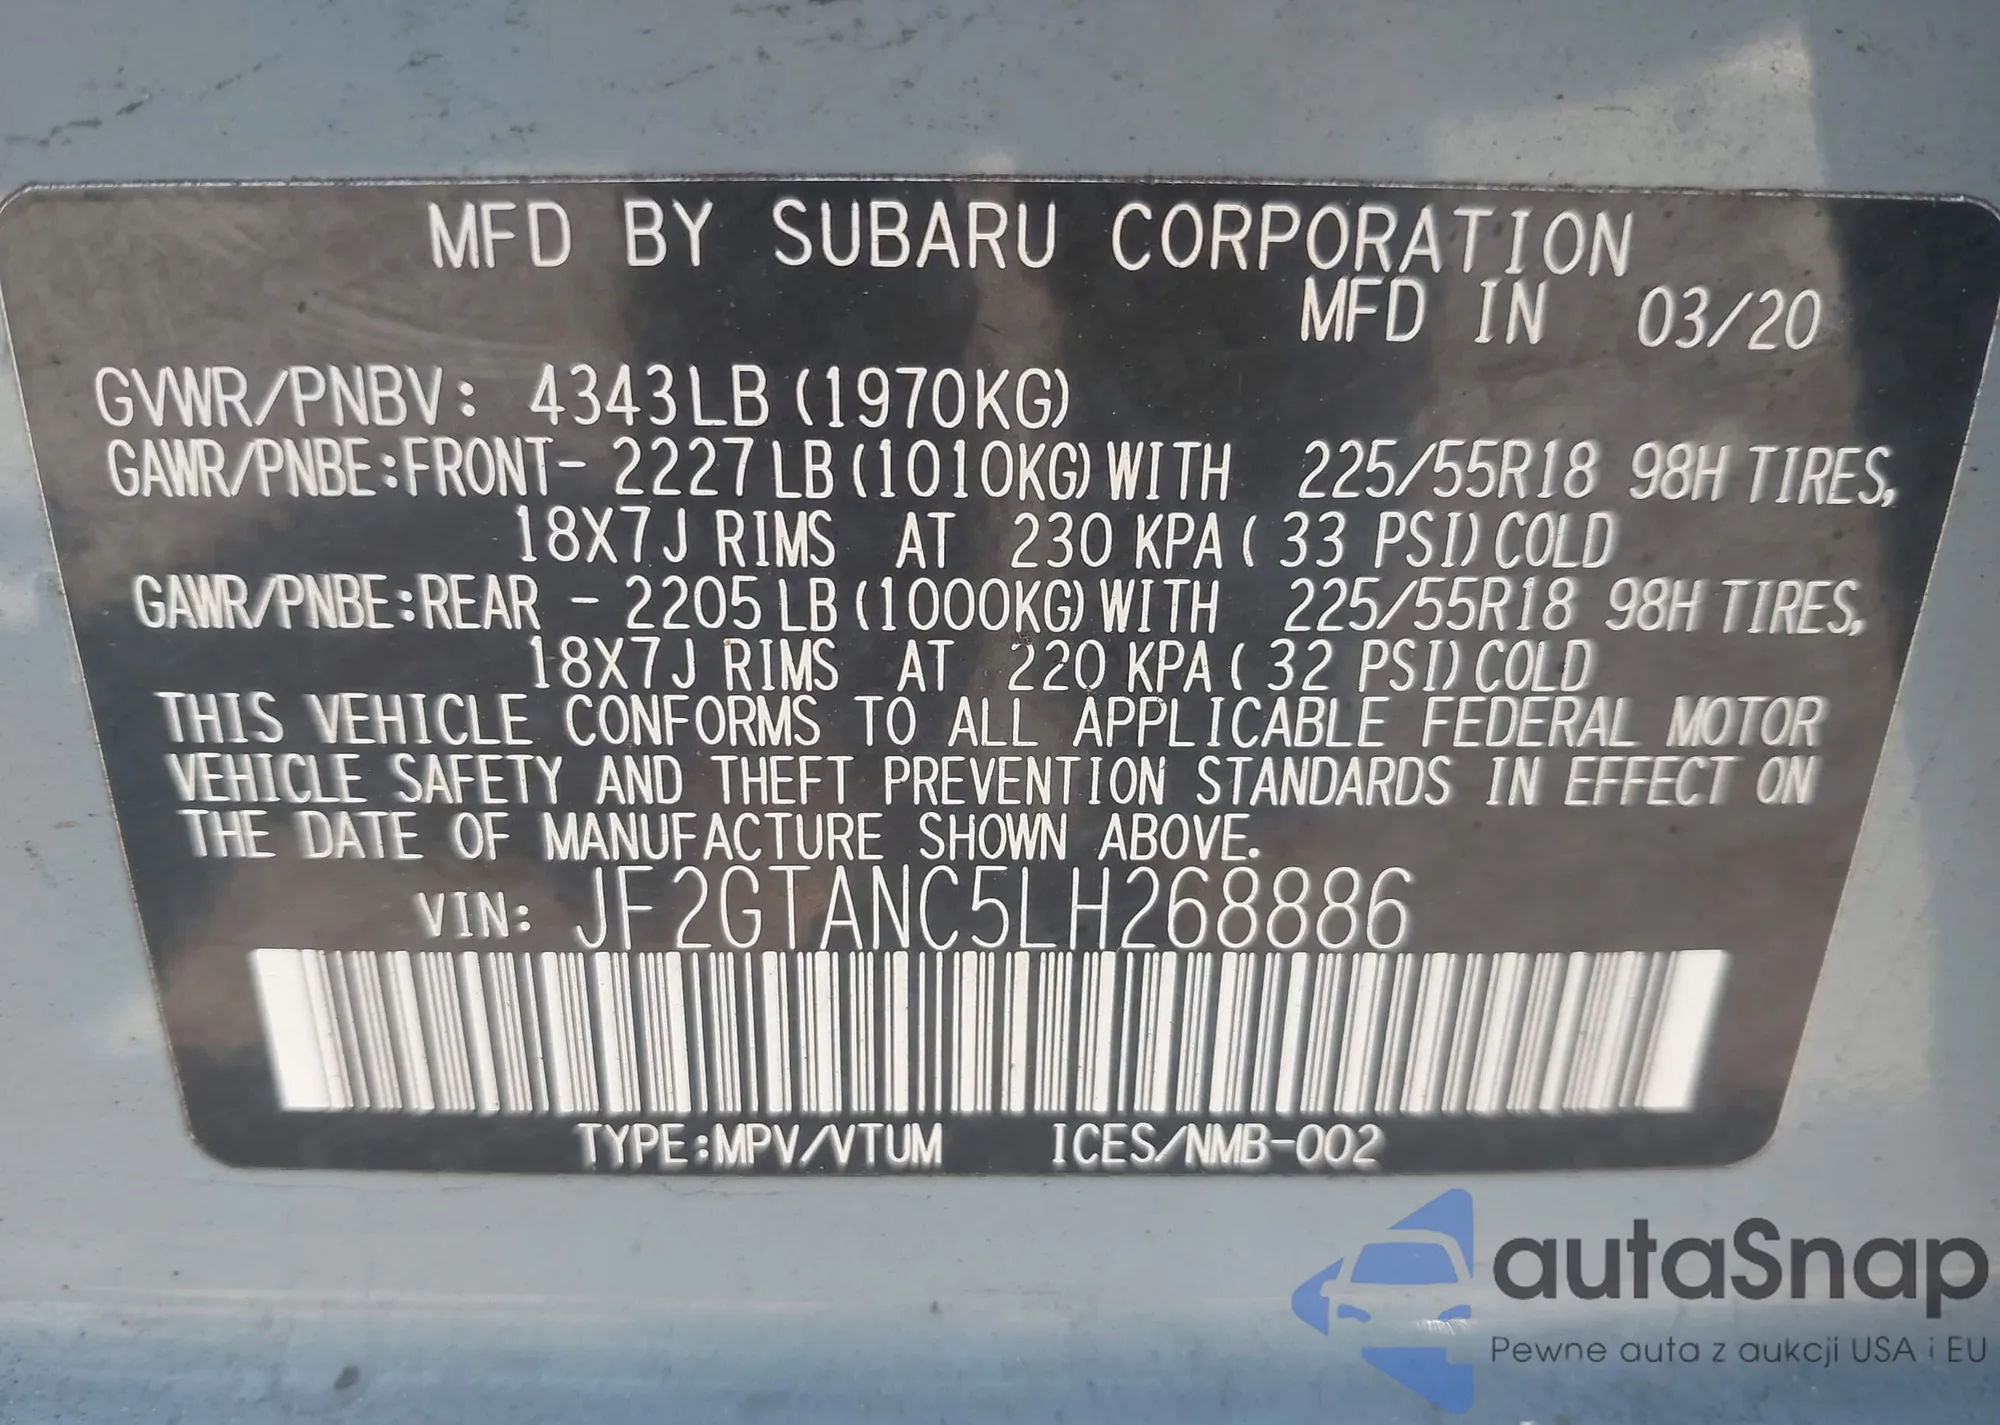 MFD BY SUBARU CORPORATION
MFD IN 03/20
GVWR/PNBV: 4343LB (1970KG)
GAWR/PNBE:FRONT- 2227LB (1010KG) WITH 225/55R18 98H TIRES,
18X7J RIMS AT 230 KPA ( 33 PSI) COLD
GAWR/PNBE:REAR - 2205LB (1000KG) WITH 225/55R18 98H TIRES,
18X7J RIMS AT 220 KPA ( 32 PSI) COLD
THIS VEHICLE CONFORMS TO ALL APPLICABLE FEDERAL MOTOR
VEHICLE SAFETY AND THEFT PREVENTION STANDARDS IN EFFECT ON
THE DATE OF MANUFACTURE SHOWN ABOVE.
VIN: JF2GTANC5LH268886
TYPE:MPV/VTUM ICES/NMB-002
autaSnap
Pewne auta z aukcji USA i EU